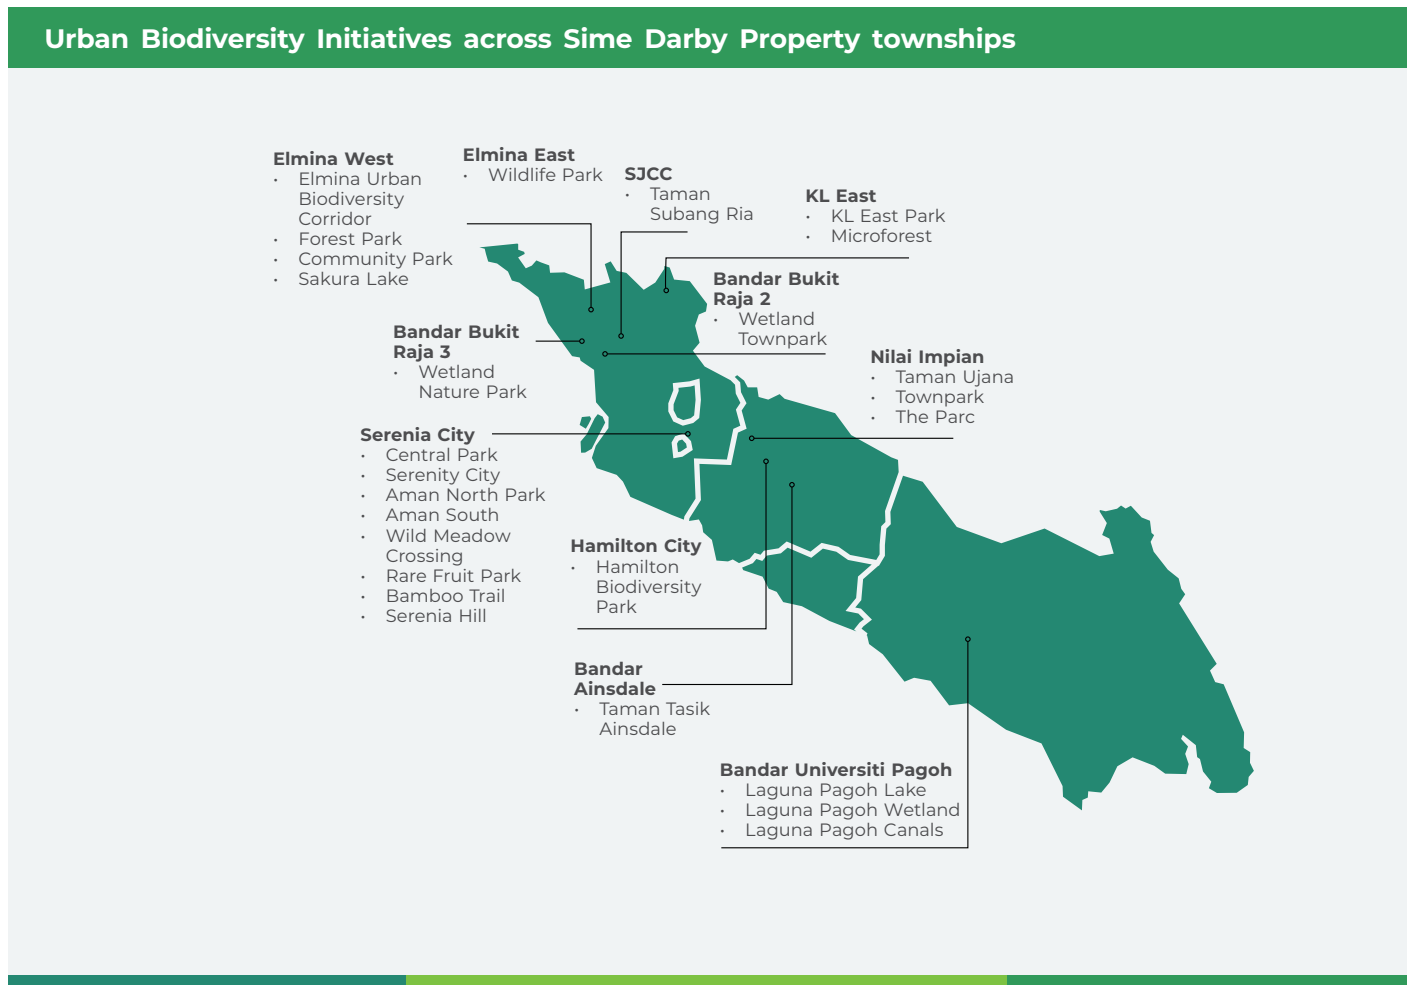 Urban Biodiversity Initiatives across Sime Darby Property townships
Elmina West
• Elmina Urban
Biodiversity
Corridor
• Forest Park
• Community Park
• Sakura Lake
Elmina East
• Wildlife Park
SJCC
• Taman
Subang Ria
KL East
• KL East Park
• Microforest
Bandar Bukit
Raja 2
• Wetland
Townpark
Bandar Bukit
Raja 3
• Wetland
Nature Park
Nilai Impian
• Taman Ujana
• Townpark
• The Parc
Serenia City
• Central Park
• Serenity City
• Aman North Park
• Aman South
• Wild Meadow
Crossing
• Rare Fruit Park
• Bamboo Trail
• Serenia Hill
Hamilton City
• Hamilton
Biodiversity
Park
Bandar
Ainsdale
• Taman Tasik
Ainsdale
Bandar Universiti Pagoh
• Laguna Pagoh Lake
• Laguna Pagoh Wetland
• Laguna Pagoh Canals